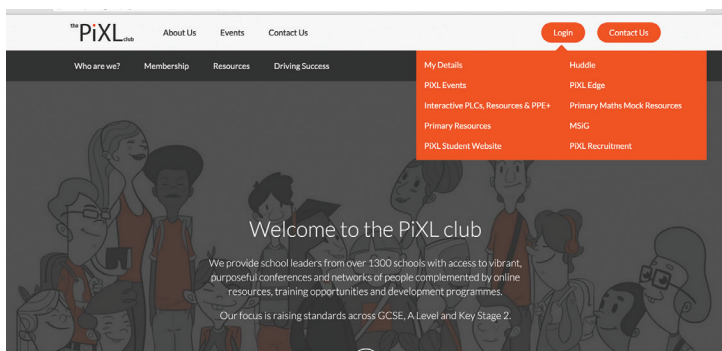 the PiXL club
About Us Events Contact Us
Login Contact Us
Who are we? Membership Resources Driving Success
My Details Huddle
PiXL Events PiXL Edge
Interactive PLCs, Resources & PPE+ Primary Maths Mock Resources
Primary Resources MSiG
PiXL Student Website PiXL Recruitment
Welcome to the PiXL club
We provide school leaders from over 1300 schools with access to vibrant,
purposeful conferences and networks of people complemented by online
resources, training opportunities and development programmes.
Our focus is raising standards across GCSE, A Level and Key Stage 2.